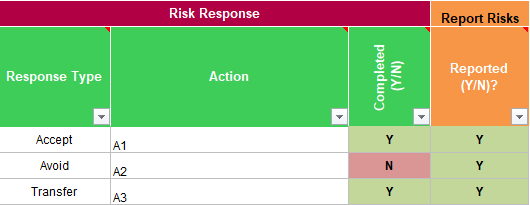 Risk Response Report Risks
Response Type Action Completed (Y/N) Reported (Y/N)?
Accept A1 Y Y
Avoid A2 N Y
Transfer A3 Y Y